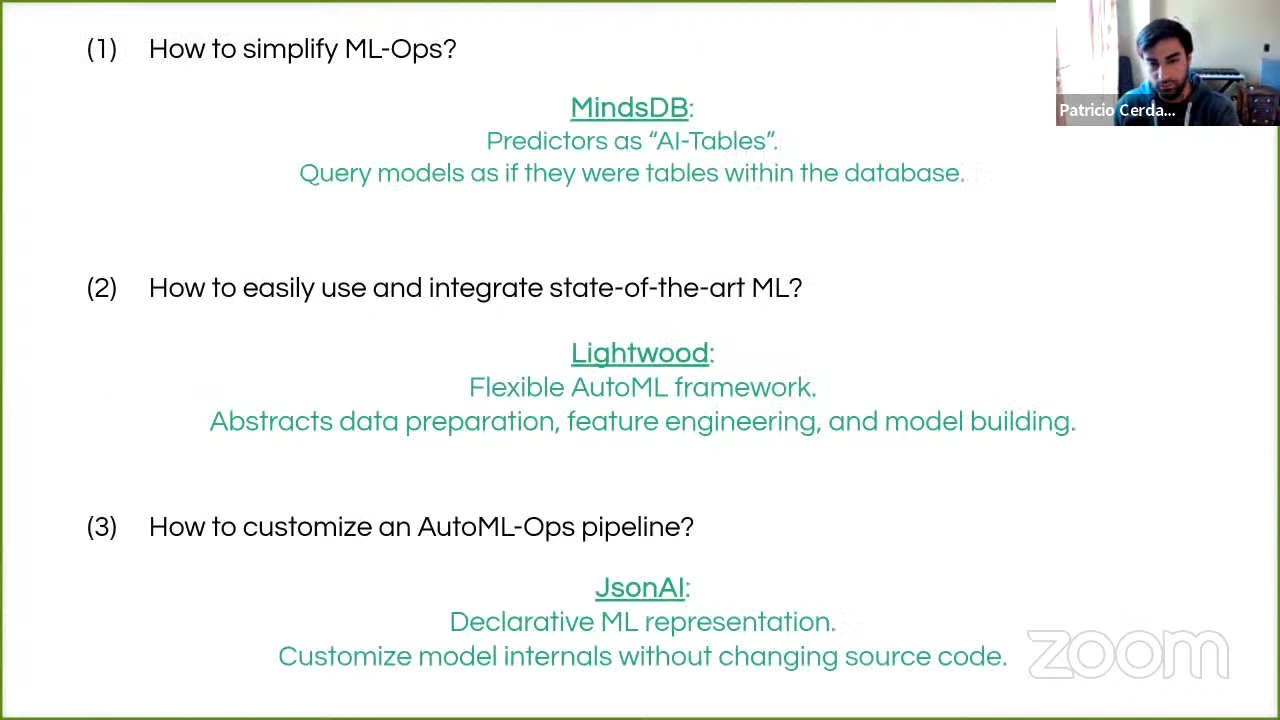 (1) How to simplify ML-Ops?
MindsDB:
Predictors as “AI-Tables”.
Query models as if they were tables within the database.
Patricio Cerda...
(2) How to easily use and integrate state-of-the-art ML?
Lightwood:
Flexible AutoML framework.
Abstracts data preparation, feature engineering, and model building.
(3) How to customize an AutoML-Ops pipeline?
JsonAI:
Declarative ML representation.
Customize model internals without changing source code.
zoom